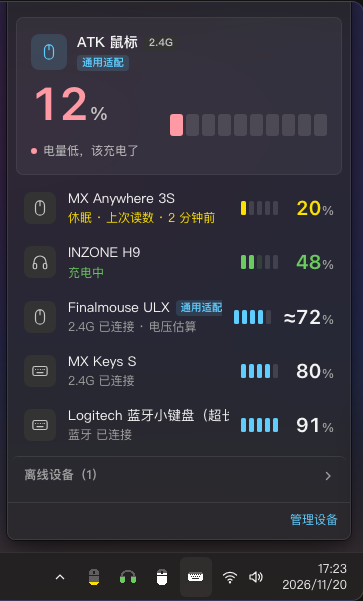 ATK 鼠标 2.4G
通用适配
12%
电量低，该充电了
MX Anywhere 3S
休眠 · 上次读数 · 2 分钟前
20%
INZONE H9
充电中
48%
Finalmouse ULX 通用适配
2.4G 已连接 · 电压估算
≈72%
MX Keys S
2.4G 已连接
80%
Logitech 蓝牙小键盘（超
蓝牙 已连接
91%
离线设备（1）
管理设备
17:23
2026/11/20